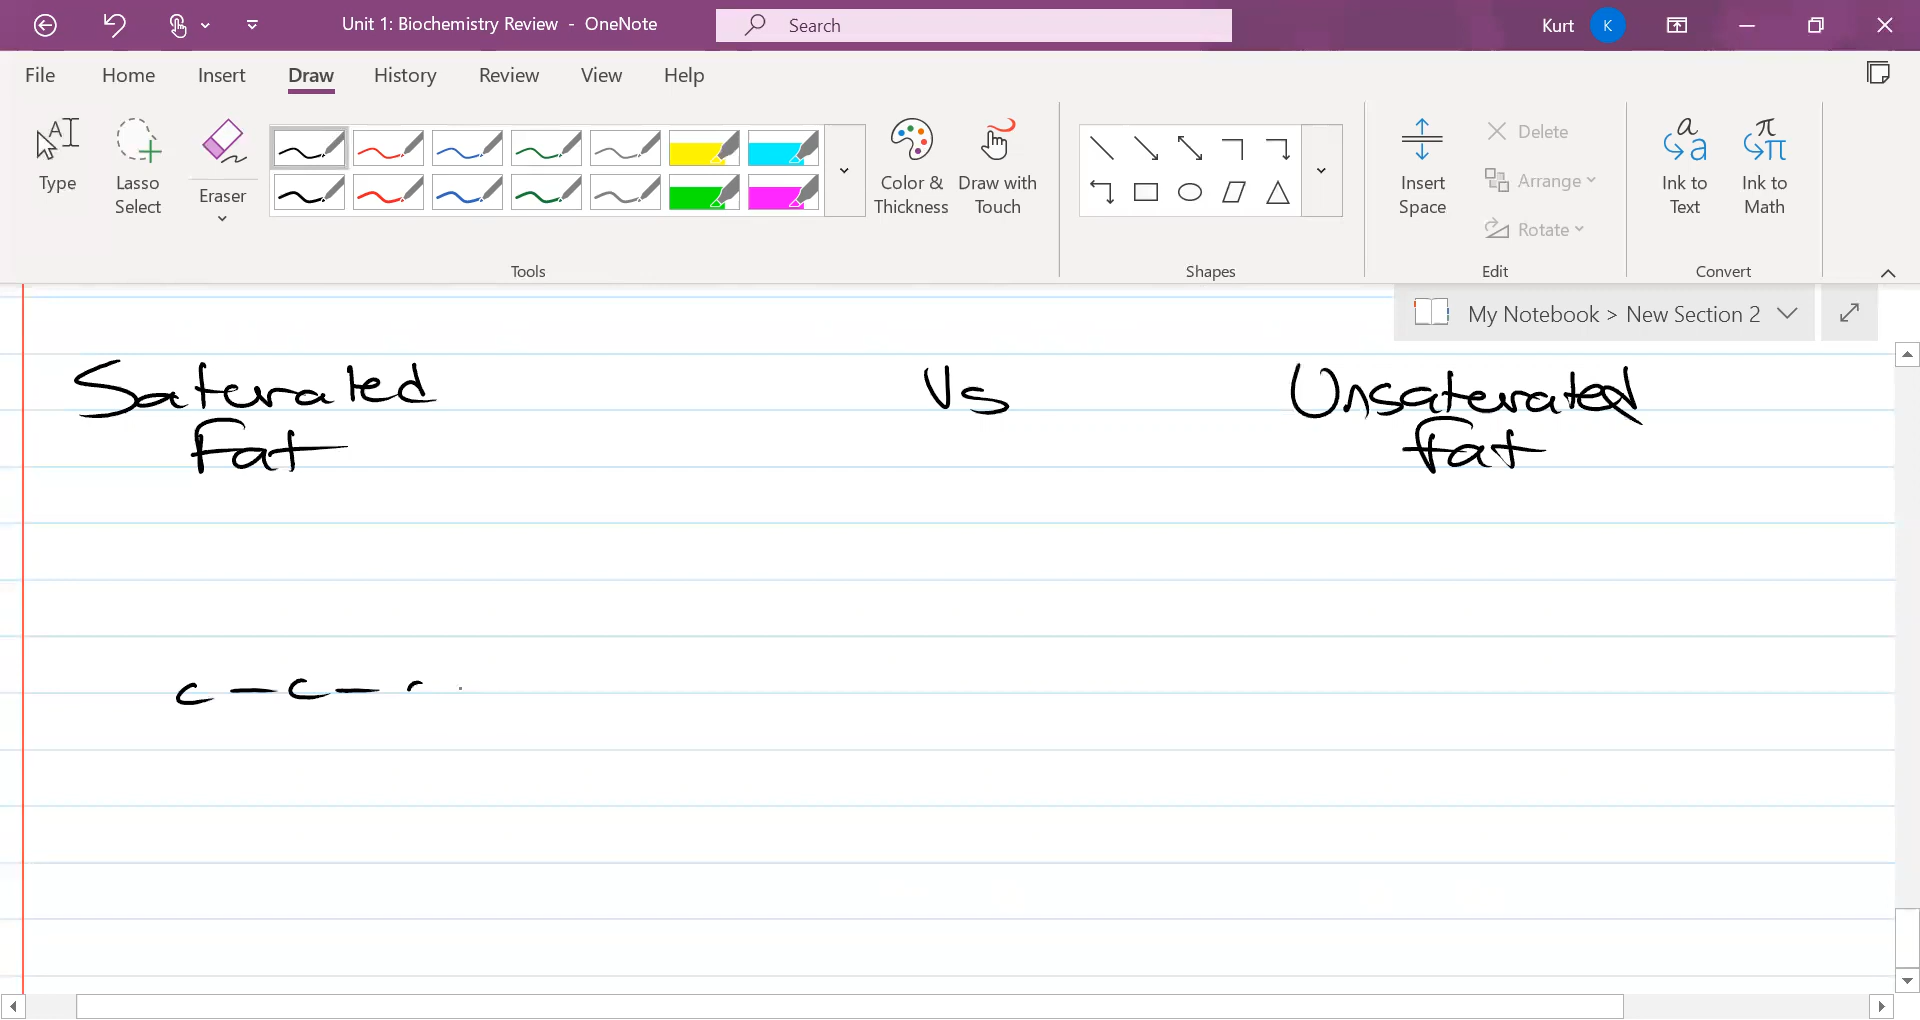 Unit 1: Biochemistry Review - OneNote
Search
Kurt K
File Home Insert Draw History Review View Help
Type
Lasso Select
Eraser
Color & Thickness
Draw with Touch
Insert Space
Delete
Arrange
Rotate
Ink to Text
Ink to Math
Tools Shapes Edit Convert
My Notebook > New Section 2
Saturated Vs Unsaturated
Fat fat
c - c -